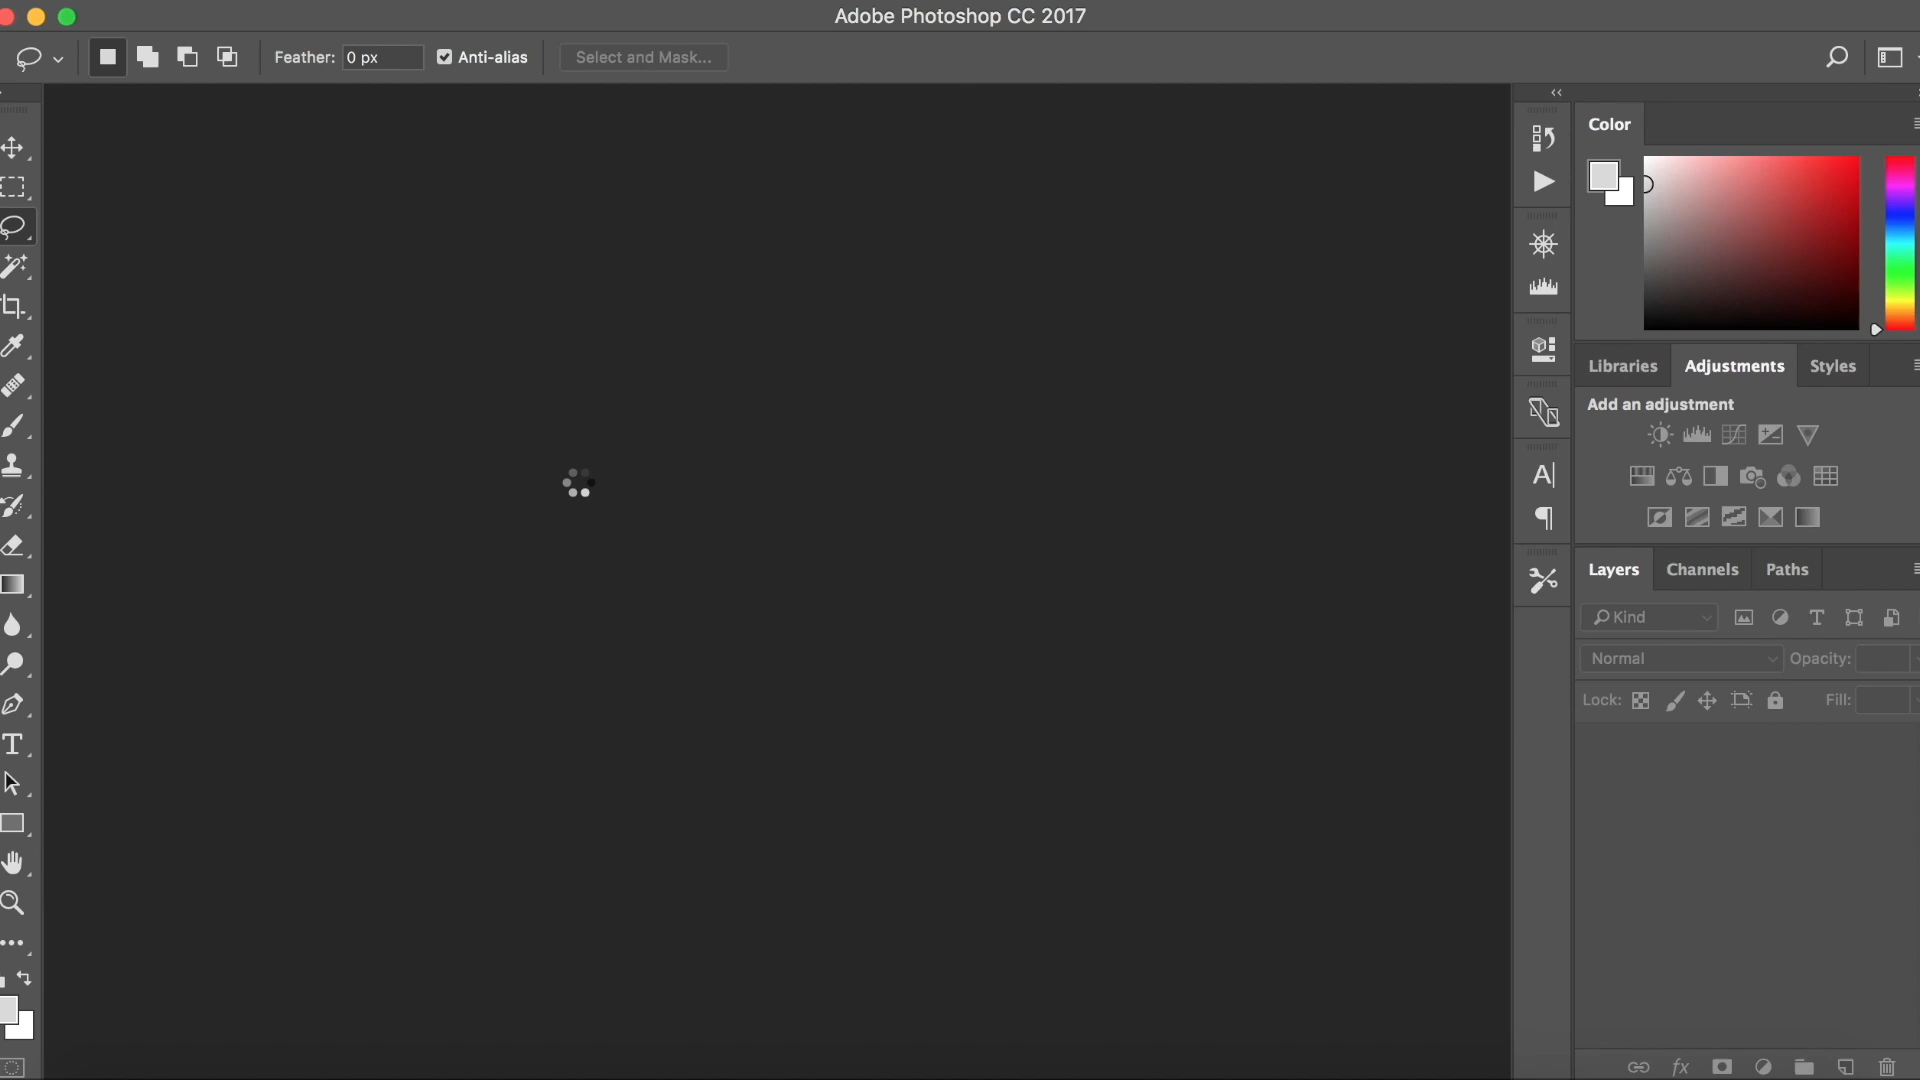 Adobe Photoshop CC 2017
Feather: 0 px Anti-alias Select and Mask...
Color
Libraries Adjustments Styles
Add an adjustment
Layers Channels Paths
Kind
Normal Opacity:
Lock: Fill: